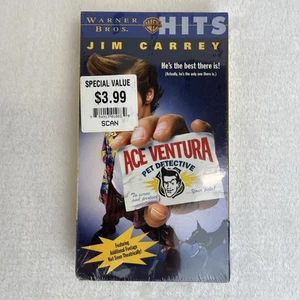 WARNER BROS.
WB
HITS
JIM CARREY
He's the best there is!
(Actually, he's the only one there is.)
SPECIAL VALUE
$3.99
SCAN
ACE VENTURA
PET DETECTIVE
Featuring
Additional Footage
Not Seen Theatrically!